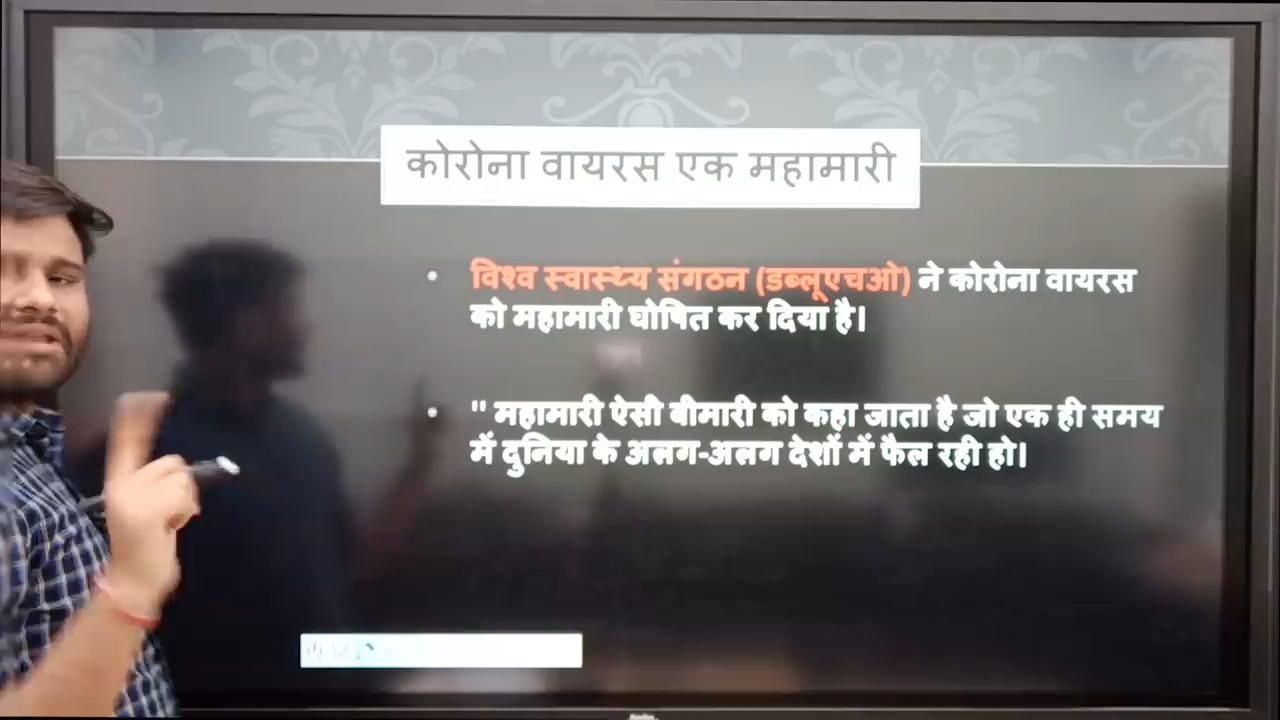 कोरोना वायरस एक महामारी
• विश्व स्वास्थ्य संगठन (डब्लूएचओ) ने कोरोना वायरस
को महामारी घोषित कर दिया है।
• " महामारी ऐसी बीमारी को कहा जाता है जो एक ही समय
में दुनिया के अलग-अलग देशों में फैल रही हो।